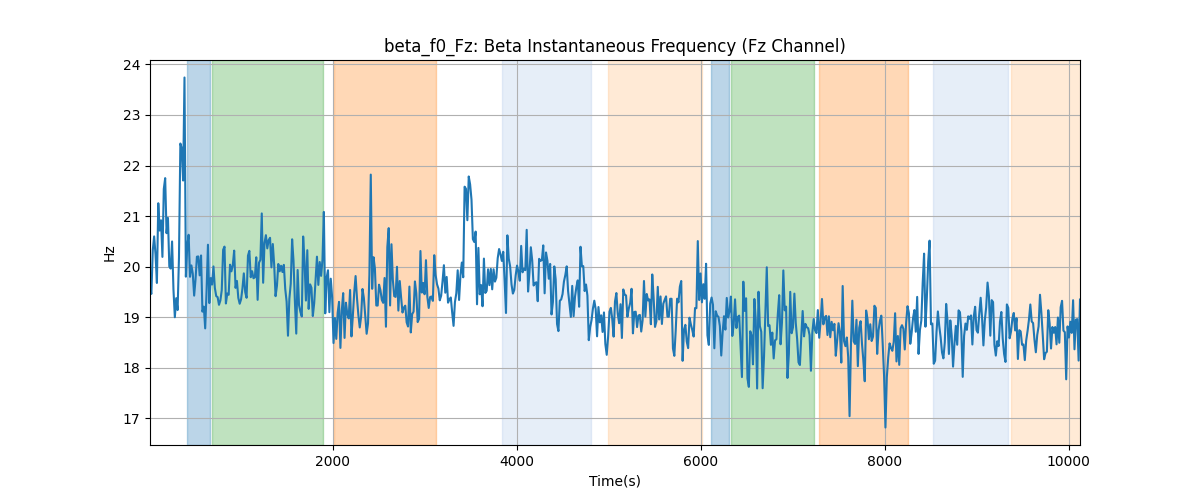 beta_f0_Fz: Beta Instantaneous Frequency (Fz Channel)
24
23
22
21
20
19
18
17
Hz
2000 4000 6000 8000 10000
Time(s)